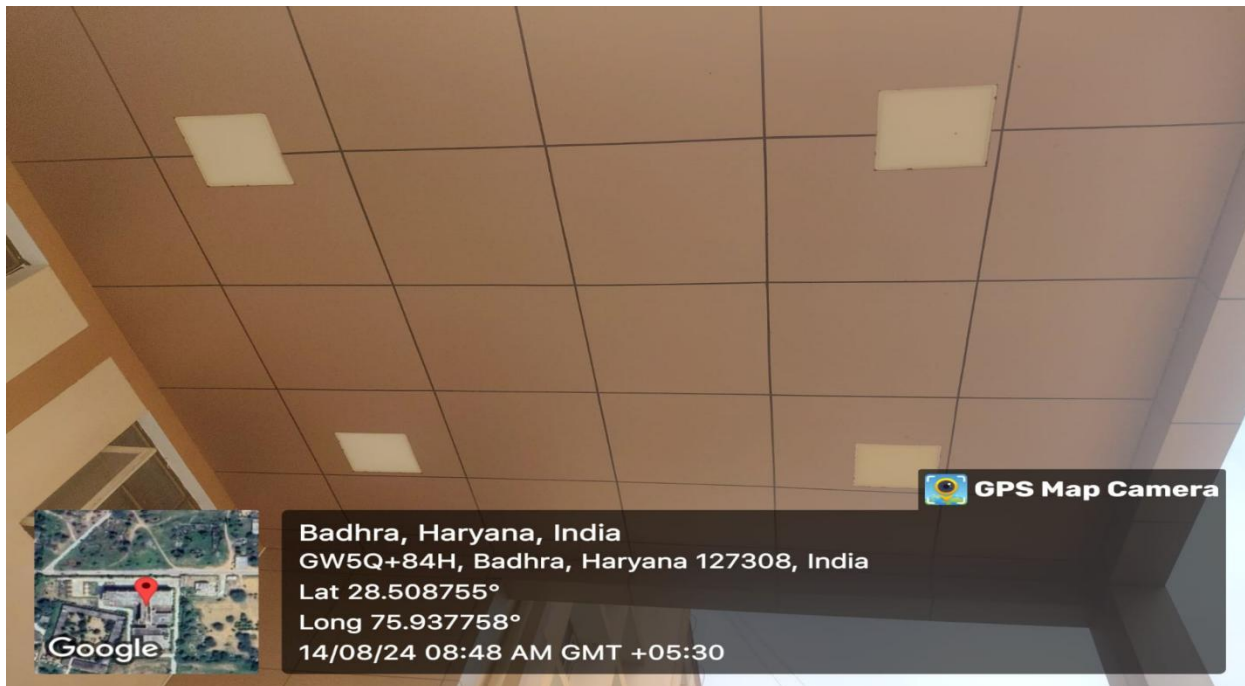 GPS Map Camera
Badhra, Haryana, India
GW5Q+84H, Badhra, Haryana 127308, India
Lat 28.508755°
Long 75.937758°
14/08/24 08:48 AM GMT +05:30
Google